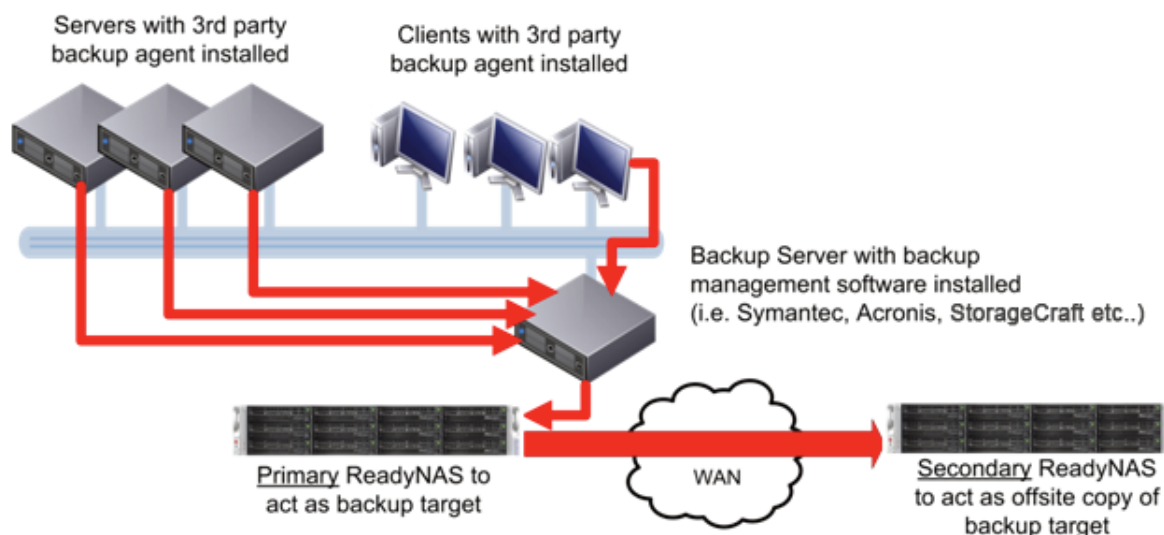 Servers with 3rd party
backup agent installed
Clients with 3rd party
backup agent installed
Backup Server with backup
management software installed
(i.e. Symantec, Acronis, StorageCraft etc..)
Primary ReadyNAS to
act as backup target
WAN
Secondary ReadyNAS
to act as offsite copy of
backup target